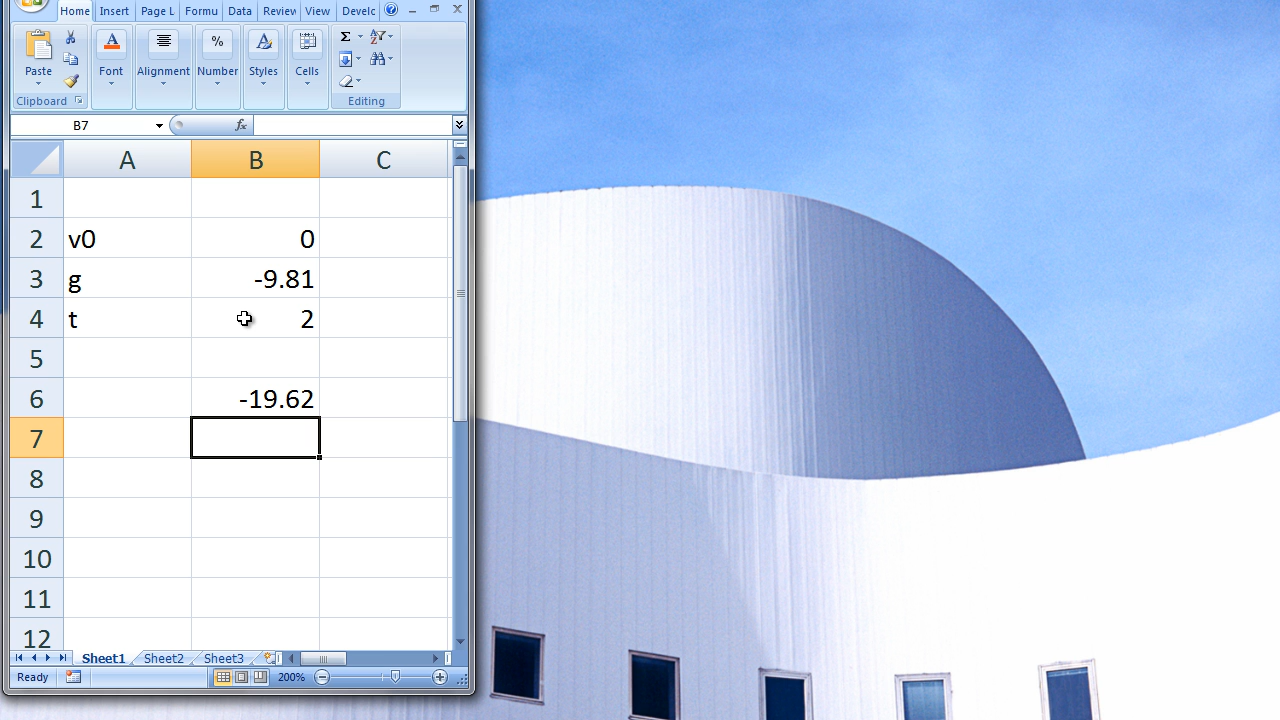 Home Insert Page L Formu Data Review View Develc
Paste Font Alignment Number Styles Cells
Clipboard Editing
B7 fx
A B C
1
2 v0 0
3 g -9.81
4 t 2
5
6 -19.62
7
8
9
10
11
12
Sheet1 Sheet2 Sheet3
Ready 200%